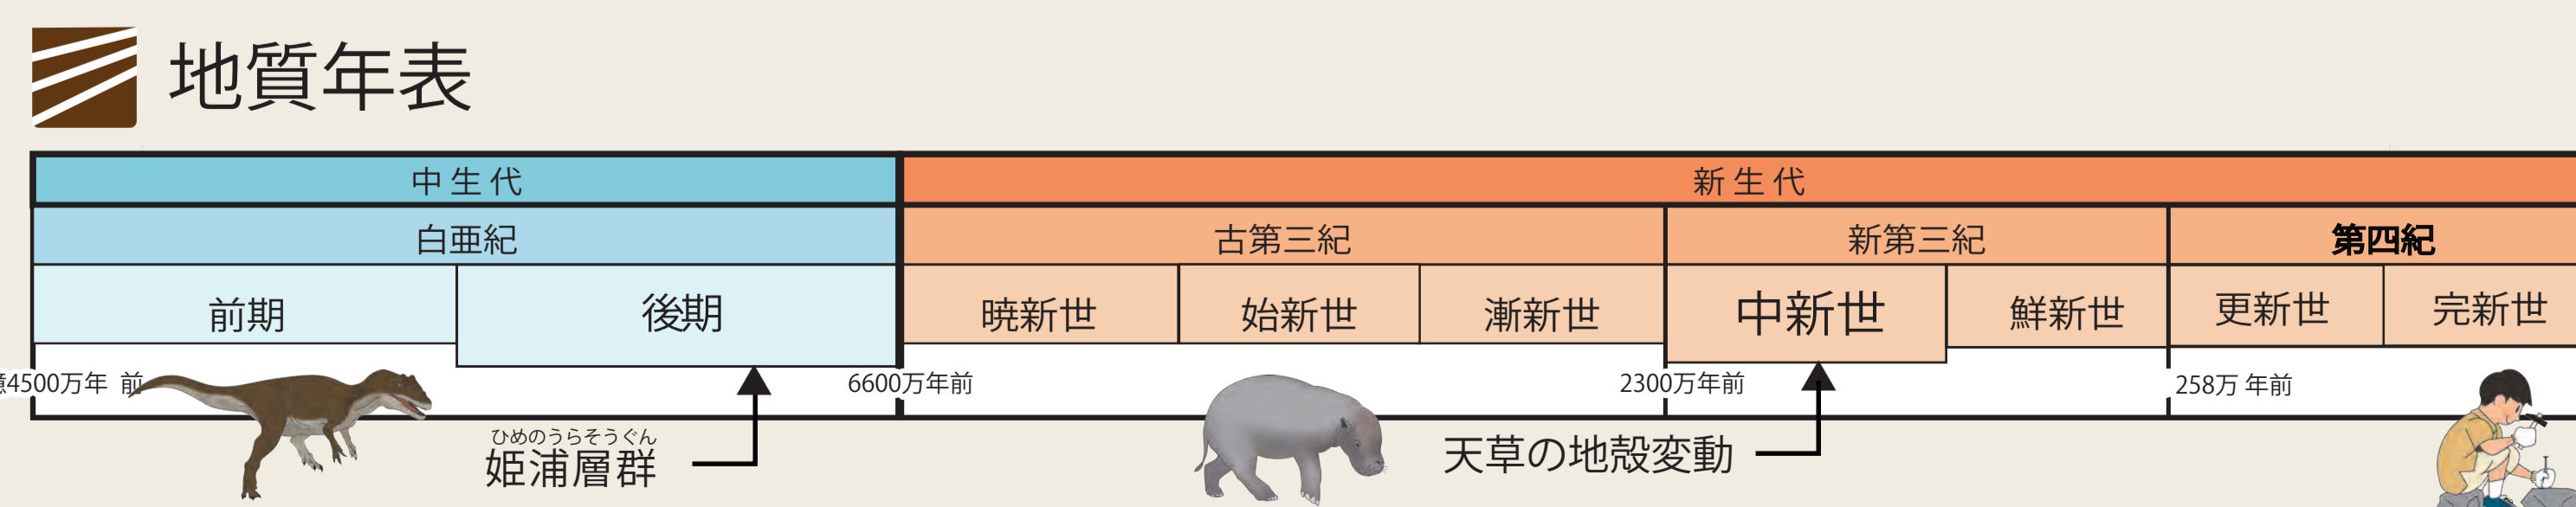 地質年表
中生代 新生代
白亜紀 古第三紀 新第三紀 第四紀
前期 後期 暁新世 始新世 漸新世 中新世 鮮新世 更新世 完新世
億4500万年 前 6600万年前 2300万年前 258万 年前
ひめのうらそうぐん
姫浦層群
天草の地殻変動